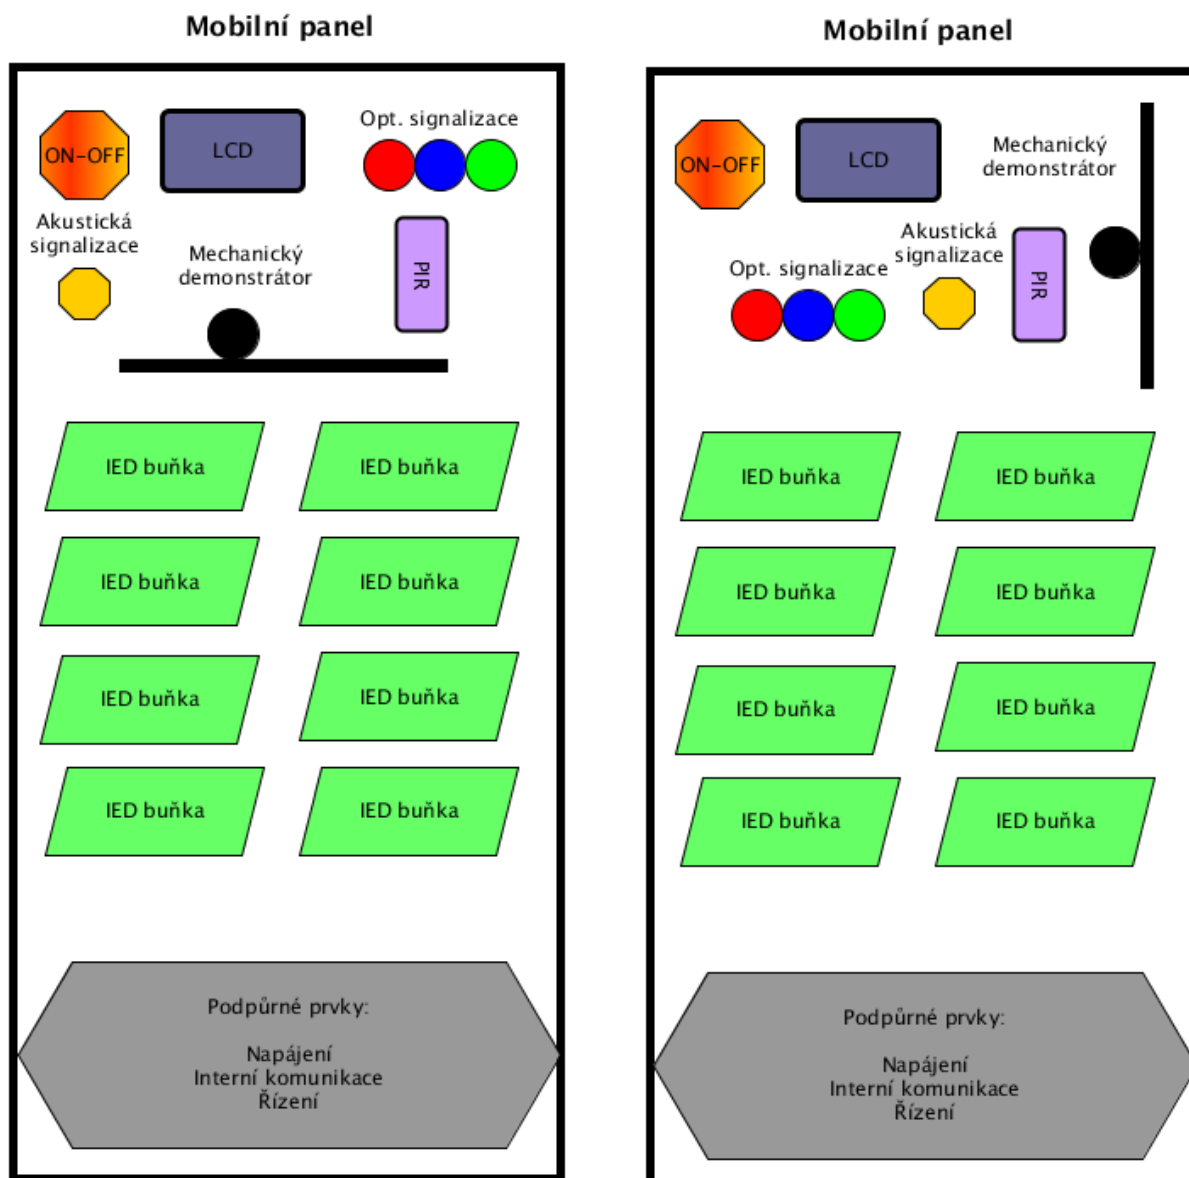 Mobilní panel
ON-OFF
LCD
Opt. signalizace
Akustická
signalizace
Mechanický
demonstrátor
PIR
IED buňka
IED buňka
IED buňka
IED buňka
IED buňka
IED buňka
IED buňka
IED buňka
Podpůrné prvky:
Napájení
Interní komunikace
Řízení
Mobilní panel
ON-OFF
LCD
Mechanický
demonstrátor
Opt. signalizace
Akustická
signalizace
PIR
IED buňka
IED buňka
IED buňka
IED buňka
IED buňka
IED buňka
IED buňka
IED buňka
Podpůrné prvky:
Napájení
Interní komunikace
Řízení